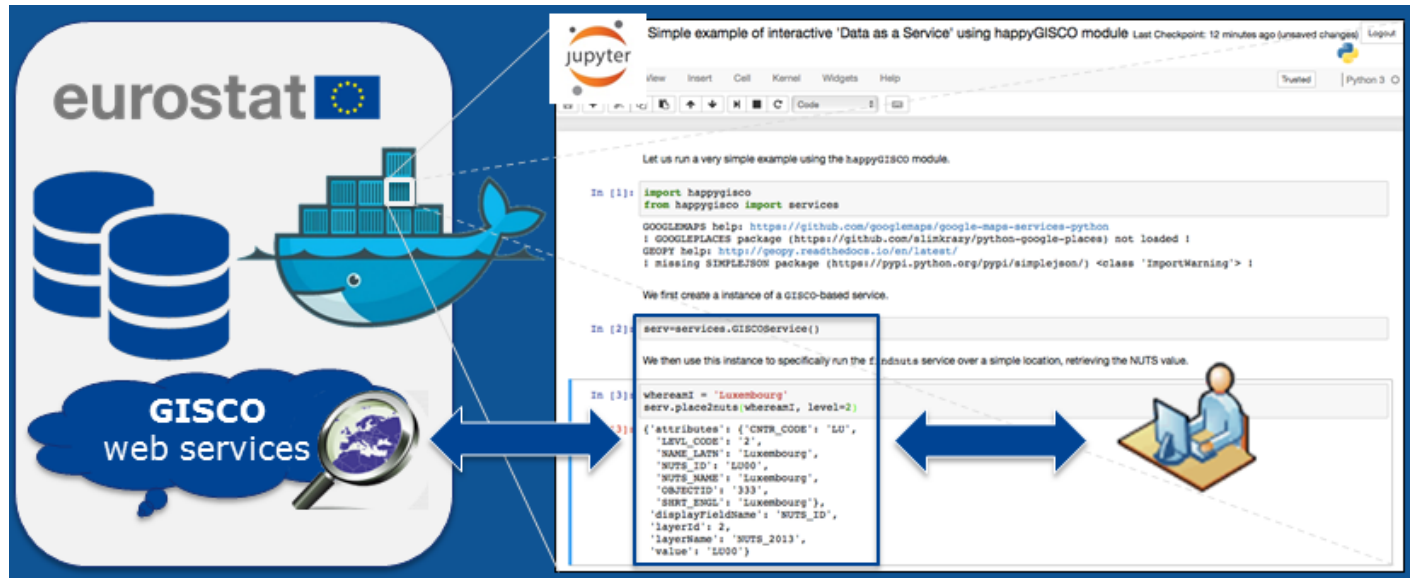 eurostat
GISCO
web services
jupyter
Simple example of interactive 'Data as a Service' using happyGISCO module Last Checkpoint: 12 minutes ago (unsaved changes) Logout
View Insert Cell Kernel Widgets Help Trusted Python 3
Code
Let us run a very simple example using the happyGISCO module.
In [1]: import happygisco
from happygisco import services
GOOGLEMAPS help: https://github.com/googlemaps/google-maps-services-python
! GOOGLEPLACES package (https://github.com/slimkrazy/python-google-places) not loaded !
GEOPY help: http://geopy.readthedocs.io/en/latest/
! missing SIMPLEJSON package (https://pypi.python.org/pypi/simplejson/) <class 'ImportWarning'> !
We first create a instance of a GISCO-based service.
In [2]: serv=services.GISCOService()
We then use this instance to specifically run the findnuts service over a simple location, retrieving the NUTS value.
In [3]: whereamI = 'Luxembourg'
serv.place2nuts(whereamI, level=2)
[3]: {'attributes': {'CNTR_CODE': 'LU',
'LEVL_CODE': '2',
'NAME_LATN': 'Luxembourg',
'NUTS_ID': 'LU00',
'NUTS_NAME': 'Luxembourg',
'OBJECTID': '333',
'SHRT_ENGL': 'Luxembourg'},
'displayFieldName': 'NUTS_ID',
'layerId': 2,
'layerName': 'NUTS_2013',
'value': 'LU00'}